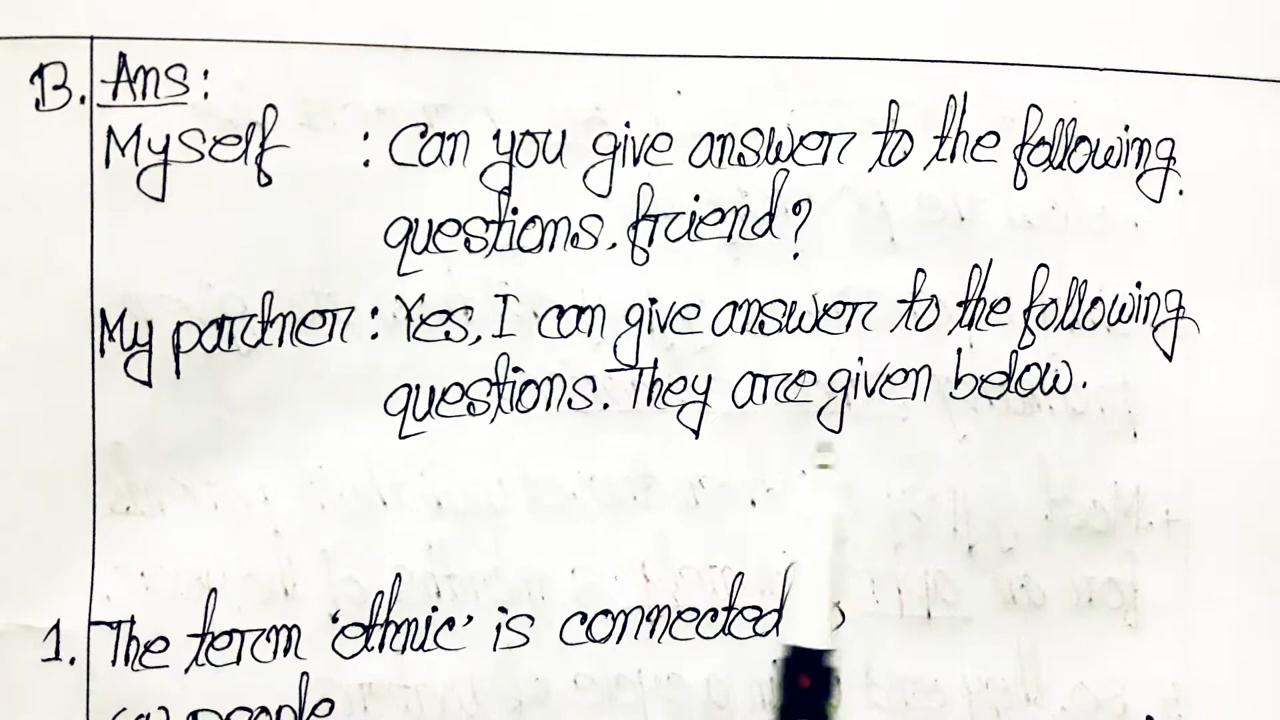 B. Ans:
Myself : Can you give answer to the following
questions, friend?
My partner : Yes, I can give answer to the following
questions. They are given below.
1. The term 'ethnic' is connected
people